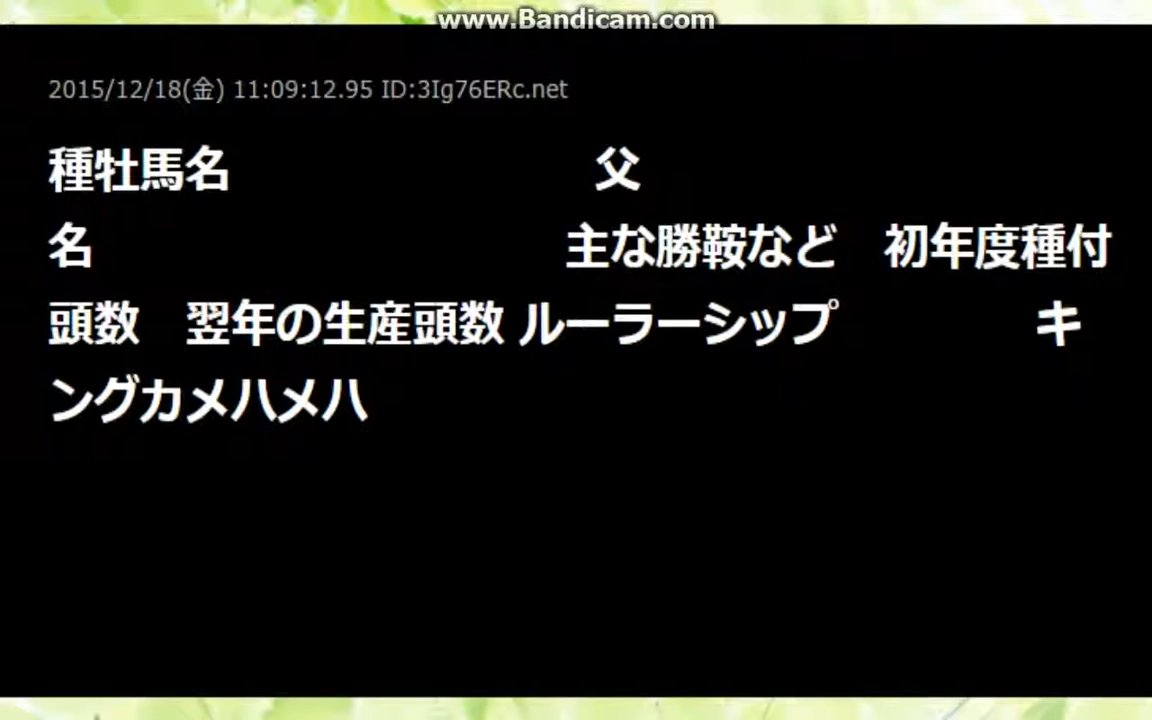 www.Bandicam.com
2015/12/18(金) 11:09:12.95 ID:3Ig76ERc.net
種牡馬名　　　　　　　　父
名　　　　　　　　　　主な勝鞍など　初年度種付
頭数　翌年の生産頭数 ルーラーシップ　　　　キ
ングカメハメハ